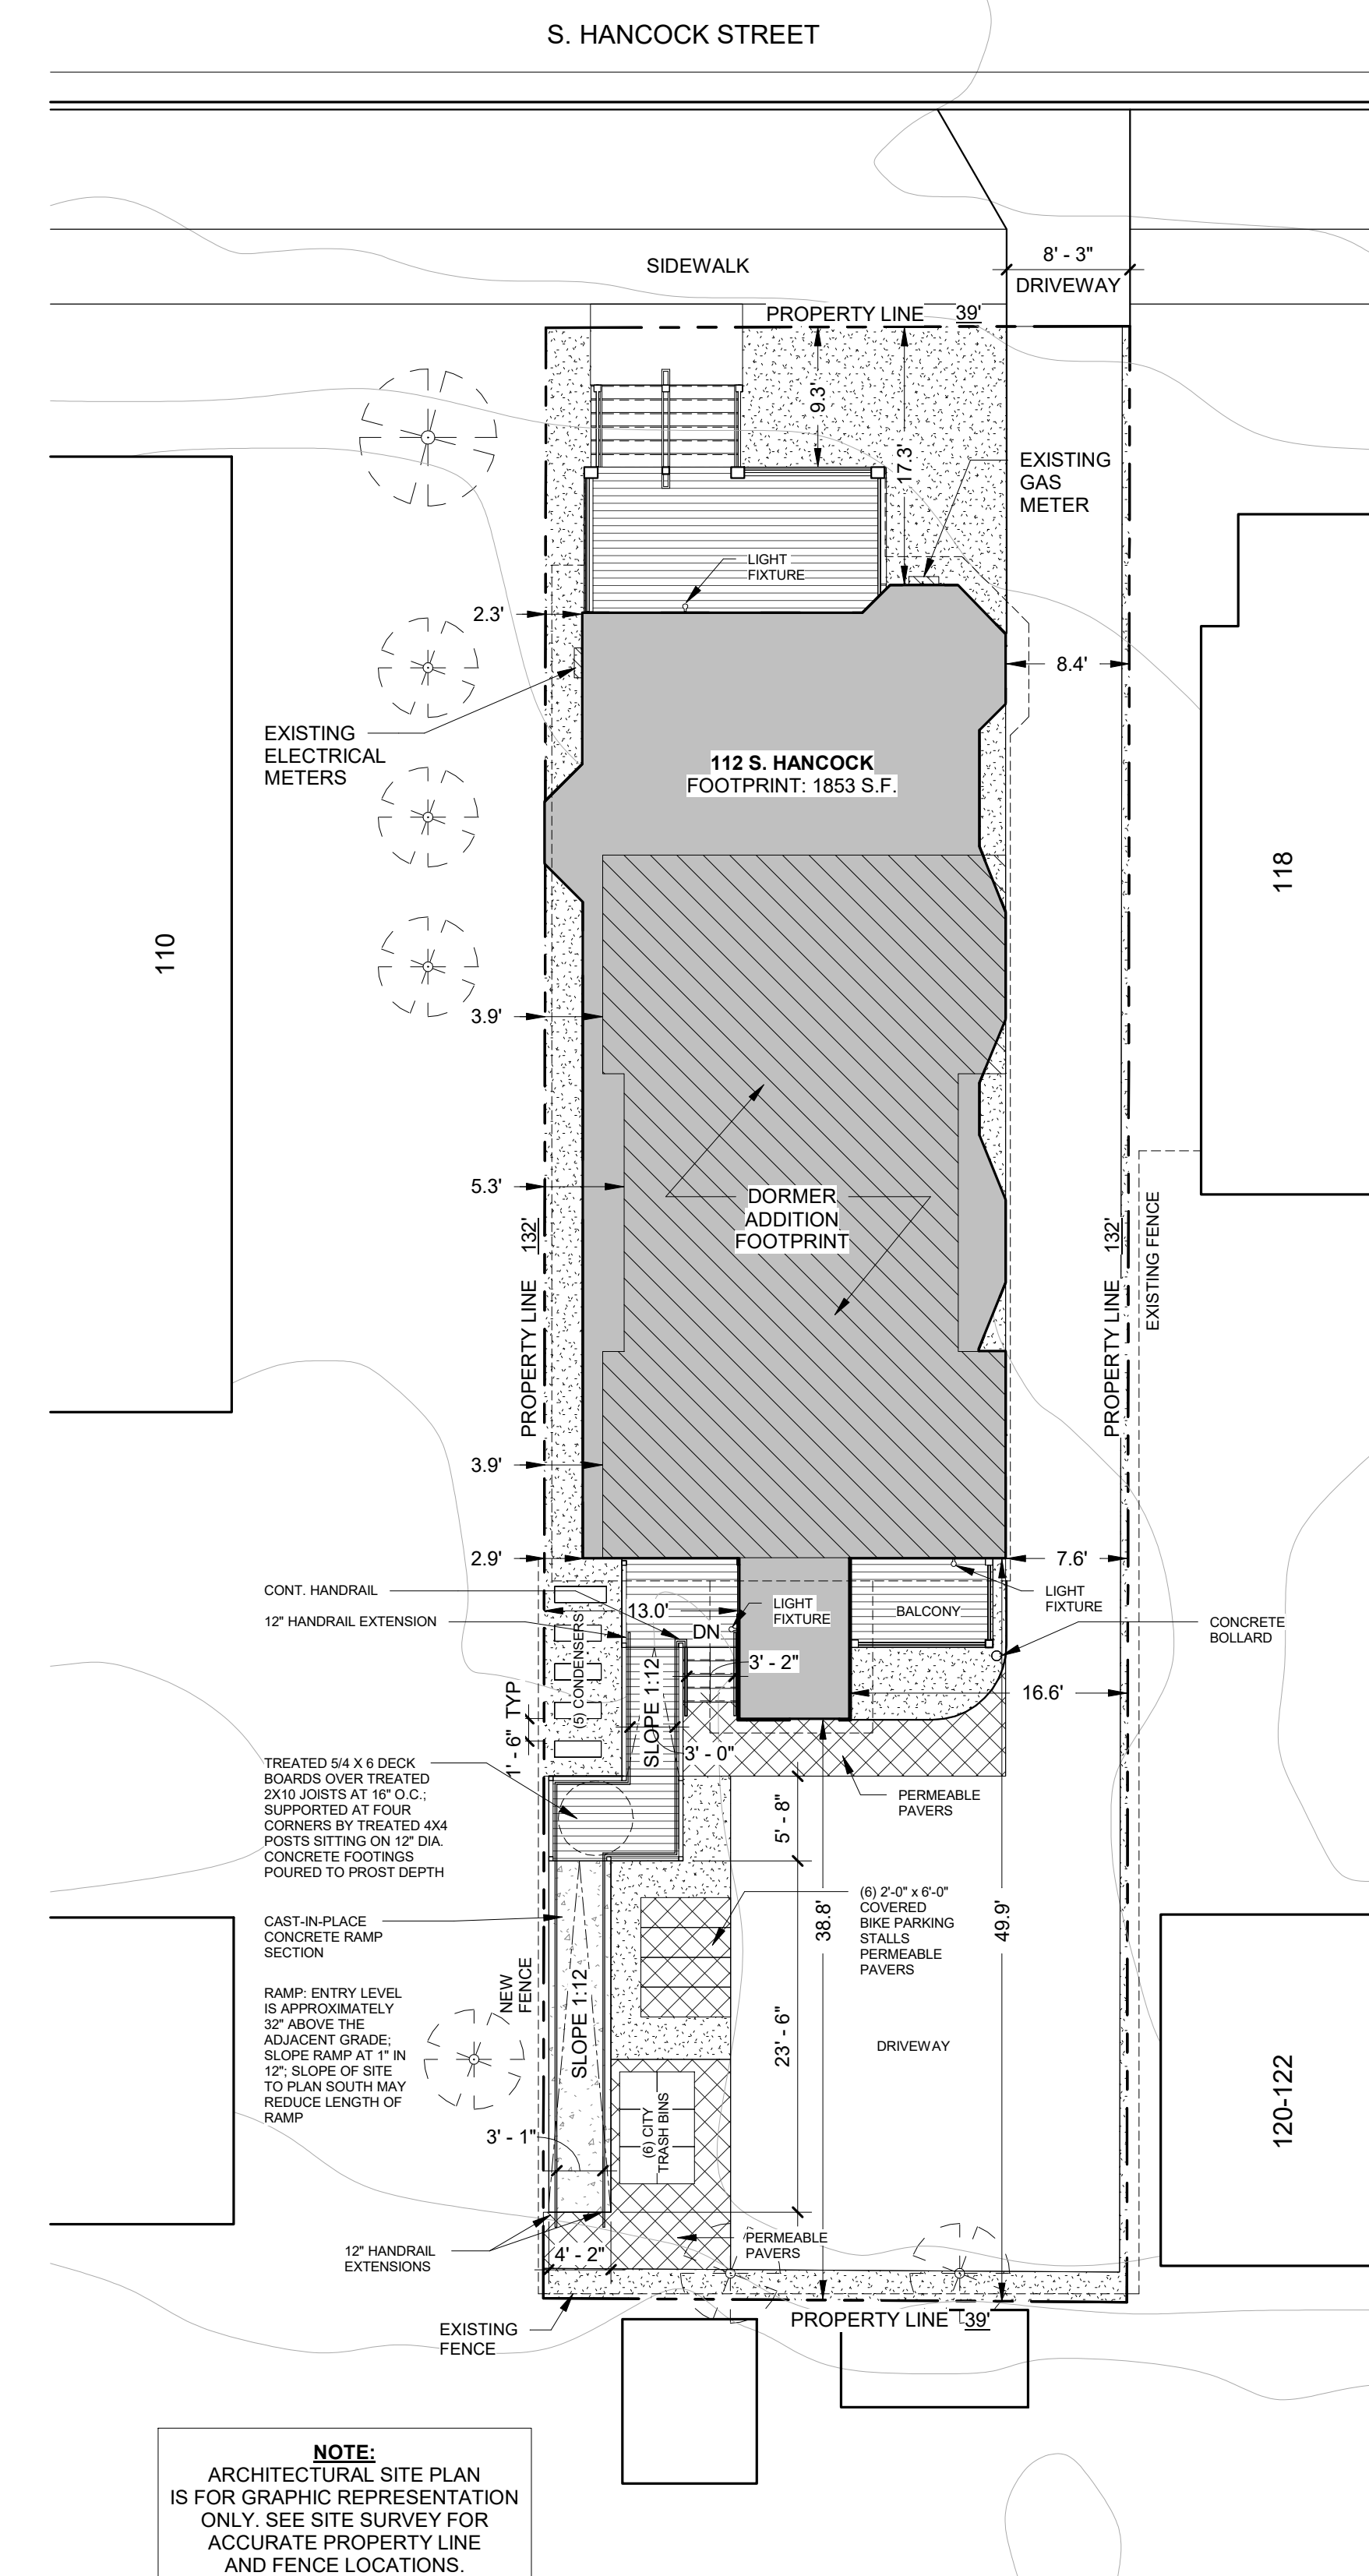 S. HANCOCK STREET
8' - 3"
SIDEWALK
DRIVEWAY
PROPERTY LINE 39'
9.3'
17.3'
EXISTING
GAS
METER
LIGHT
FIXTURE
2.3'
8.4'
EXISTING
ELECTRICAL
METERS
112 S. HANCOCK
FOOTPRINT: 1853 S.F.
118
110
3.9'
5.3'
DORMER
ADDITION
FOOTPRINT
PROPERTY LINE 132'
PROPERTY LINE 132'
EXISTING FENCE
3.9'
2.9'
7.6'
CONT. HANDRAIL
12" HANDRAIL EXTENSION
13.0'
DN
LIGHT
FIXTURE
BALCONY
LIGHT
FIXTURE
CONCRETE
BOLLARD
(5) CONDENSERS
SLOPE 1:12
3' - 2"
16.6'
1' - 6" TYP
3' - 0"
TREATED 5/4 X 6 DECK
BOARDS OVER TREATED
2X10 JOISTS AT 16" O.C.;
SUPPORTED AT FOUR
CORNERS BY TREATED 4X4
POSTS SITTING ON 12" DIA.
CONCRETE FOOTINGS
POURED TO PROST DEPTH
PERMEABLE
PAVERS
5' - 8"
(6) 2'-0" x 6'-0"
COVERED
BIKE PARKING
STALLS
PERMEABLE
PAVERS
38.8'
49.9'
CAST-IN-PLACE
CONCRETE RAMP
SECTION
NEW
FENCE
SLOPE 1:12
RAMP: ENTRY LEVEL
IS APPROXIMATELY
32" ABOVE THE
ADJACENT GRADE;
SLOPE RAMP AT 1" IN
12"; SLOPE OF SITE
TO PLAN SOUTH MAY
REDUCE LENGTH OF
RAMP
23' - 6"
DRIVEWAY
120-122
(6) CITY
TRASH BINS
3' - 1"
12" HANDRAIL
EXTENSIONS
4' - 2"
PERMEABLE
PAVERS
PROPERTY LINE 39'
EXISTING
FENCE
NOTE:
ARCHITECTURAL SITE PLAN
IS FOR GRAPHIC REPRESENTATION
ONLY. SEE SITE SURVEY FOR
ACCURATE PROPERTY LINE
AND FENCE LOCATIONS.